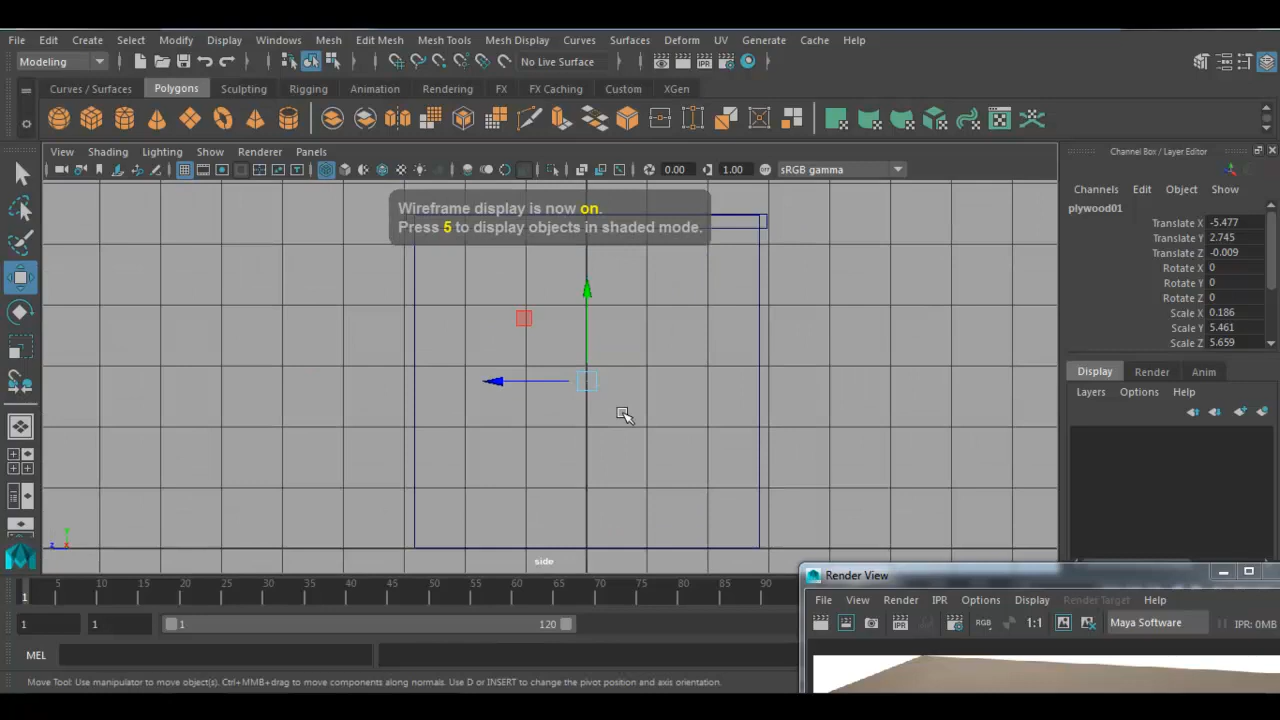 File Edit Create Select Modify Display Windows Mesh Edit Mesh Mesh Tools Mesh Display Curves Surfaces Deform UV Generate Cache Help
Modeling No Live Surface
Curves / Surfaces Polygons Sculpting Rigging Animation Rendering FX FX Caching Custom XGen
View Shading Lighting Show Renderer Panels
0.00 1.00 sRGB gamma
Wireframe display is now on.
Press 5 to display objects in shaded mode.
side
Channel Box / Layer Editor
Channels Edit Object Show
plywood01
Translate X -5.477
Translate Y 2.745
Translate Z -0.009
Rotate X 0
Rotate Y 0
Rotate Z 0
Scale X 0.186
Scale Y 5.461
Scale Z 5.659
Display Render Anim
Layers Options Help
5 10 15 20 25 30 35 40 45 50 55 60 65 70 75 80 85 90
1
1 1 1 120
MEL
Move Tool: Use manipulator to move object(s). Ctrl+MMB+drag to move components along normals. Use D or INSERT to change the pivot position and axis orientation.
Render View
File View Render IPR Options Display Render Target Help
IPR RGB 1:1 Maya Software IPR: 0MB